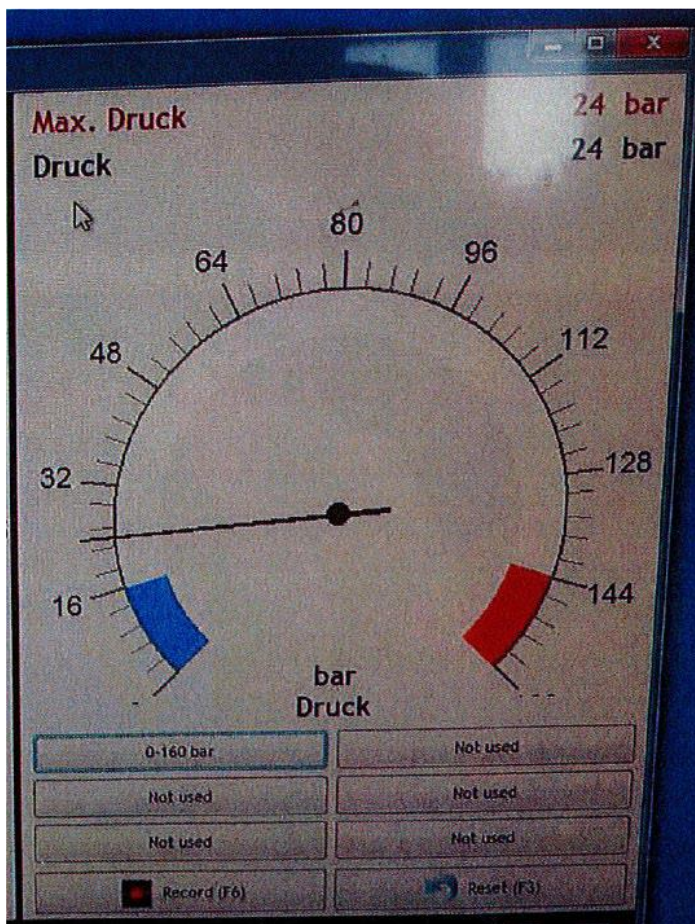 Max. Druck 24 bar
Druck 24 bar
80
64 96
48 112
32 128
16 144
bar
Druck
0-160 bar Not used
Not used Not used
Not used Not used
Record (F6) Reset (F3)